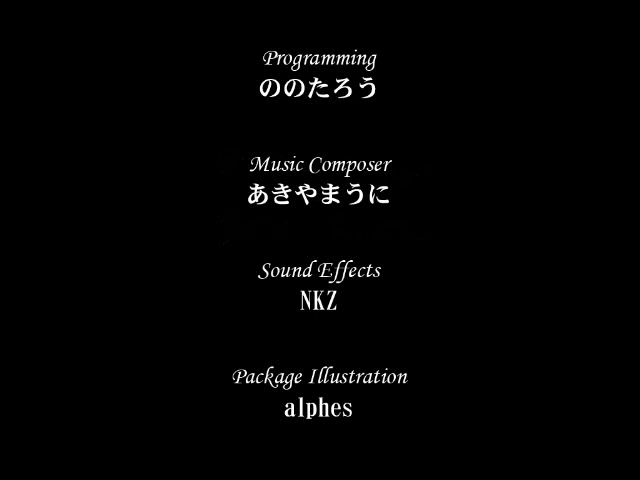 Programming
ののたろう
Music Composer
あきやまうに
Sound Effects
NKZ
Package Illustration
alphes